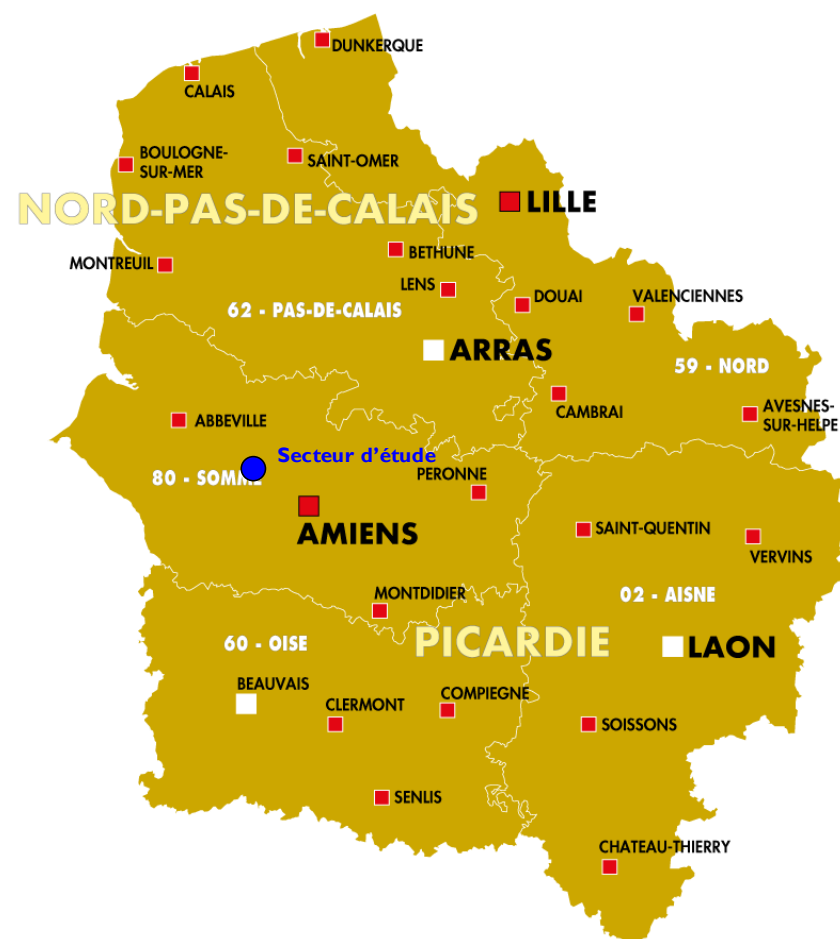 DUNKERQUE
CALAIS
BOULOGNE-
SUR-MER
SAINT-OMER
NORD-PAS-DE-CALAIS
LILLE
BETHUNE
MONTREUIL
LENS
DOUAI
VALENCIENNES
62 - PAS-DE-CALAIS
ARRAS
59 - NORD
CAMBRAI
AVESNES-
SUR-HELPE
ABBEVILLE
Secteur d'étude
80 - SOMME
PERONNE
AMIENS
SAINT-QUENTIN
VERVINS
MONTDIDIER
02 - AISNE
60 - OISE
PICARDIE
LAON
BEAUVAIS
CLERMONT
COMPIEGNE
SOISSONS
SENLIS
CHATEAU-THIERRY